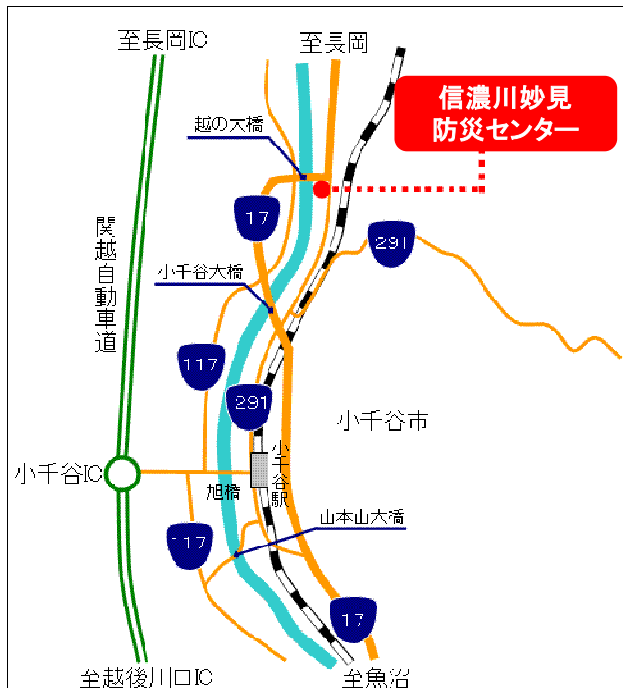 至長岡IC
至長岡
信濃川妙見
防災センター
越の大橋
17
291
関越自動車道
小千谷大橋
117
291
小千谷市
小千谷IC
小千谷駅
旭橋
山本山大橋
117
17
至越後川口IC
至魚沼